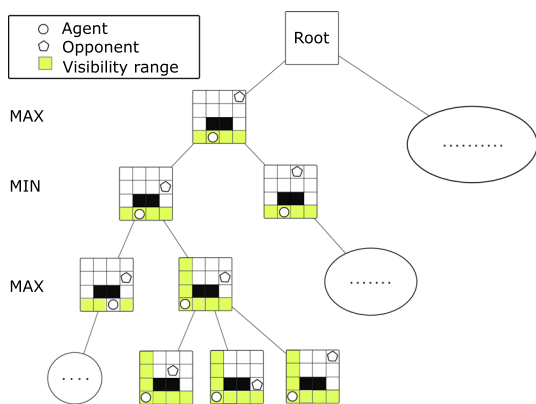 Agent
Opponent
Visibility range
Root
MAX
..........
MIN
MAX
.......
....